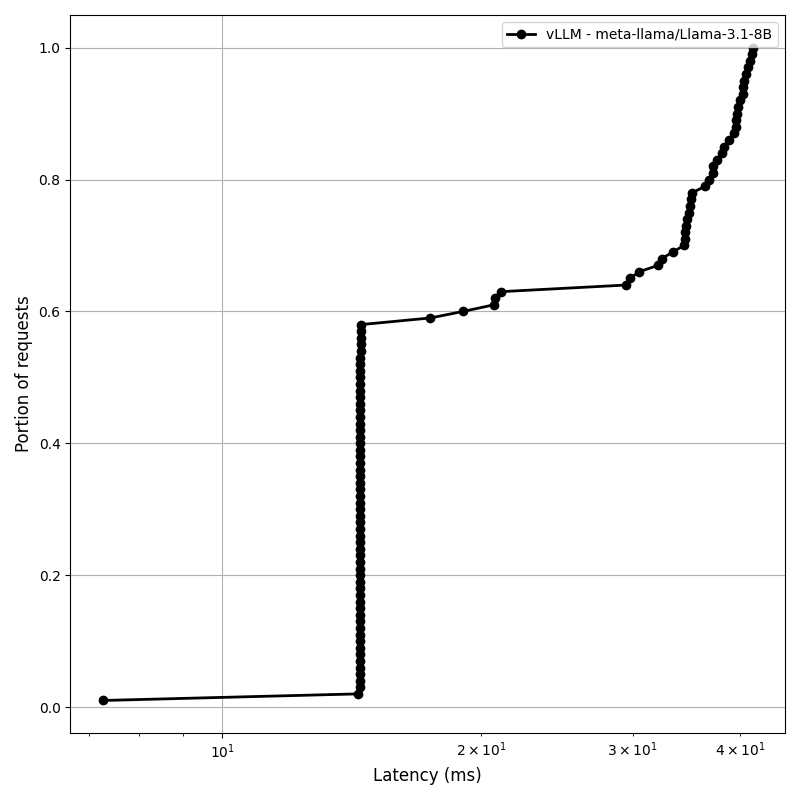 vLLM - meta-llama/Llama-3.1-8B
1.0
0.8
0.6
0.4
0.2
0.0
Portion of requests
10¹
2 × 10¹
3 × 10¹
4 × 10¹
Latency (ms)